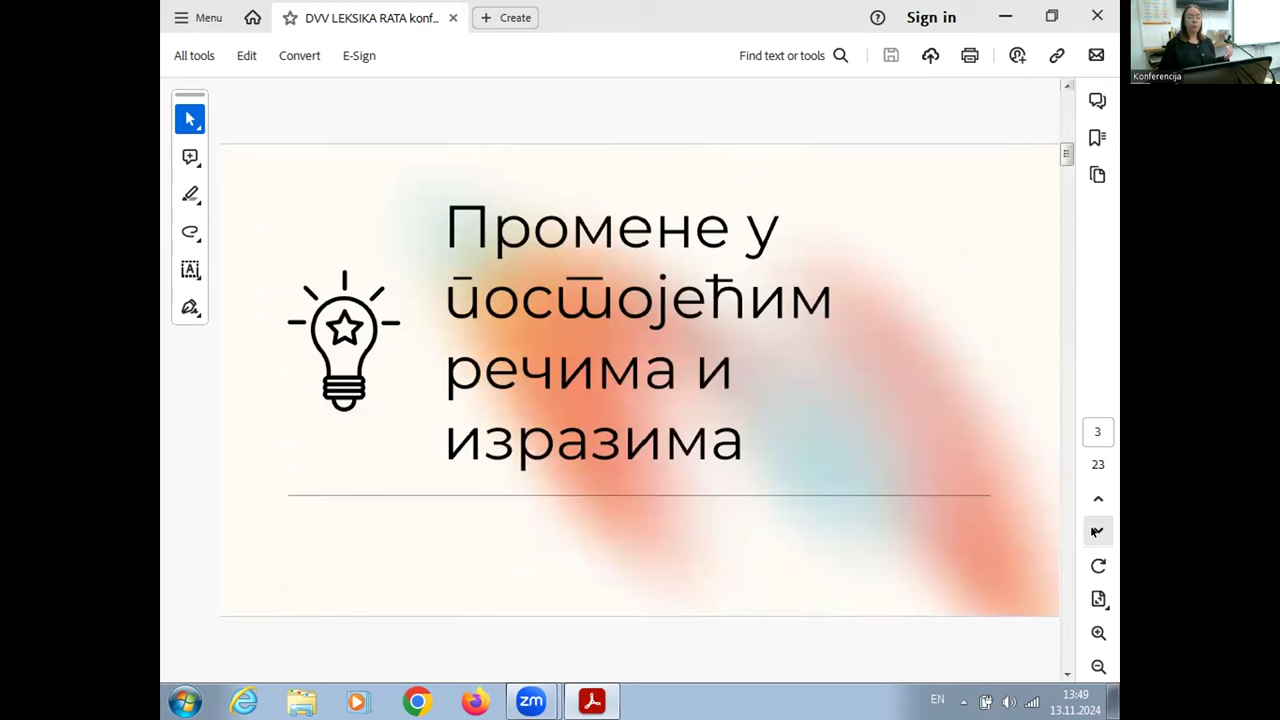 Menu
DVV LEKSIKA RATA konf...
Create
Sign in
All tools
Edit
Convert
E-Sign
Find text or tools
Konferencija
Промене у
постојећим
речима и
изразима
3
23
zm
EN
13:49
13.11.2024